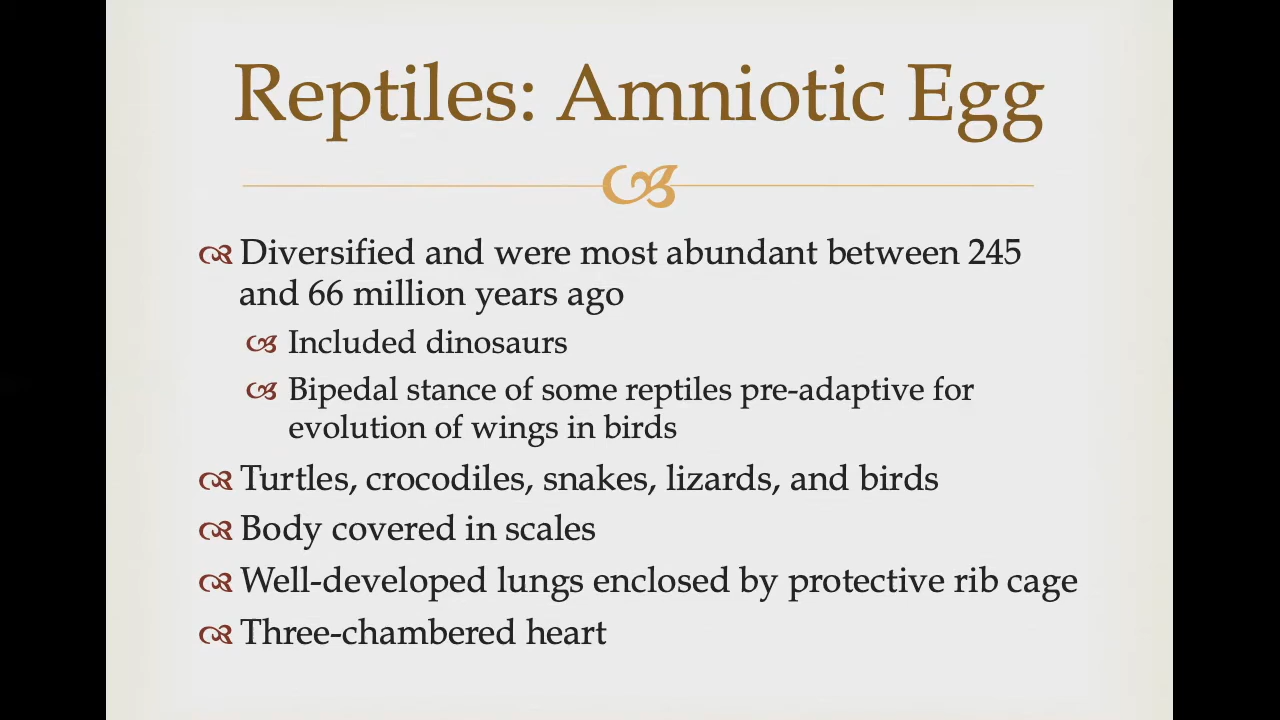 Reptiles: Amniotic Egg
Diversified and were most abundant between 245
and 66 million years ago
Included dinosaurs
Bipedal stance of some reptiles pre-adaptive for
evolution of wings in birds
Turtles, crocodiles, snakes, lizards, and birds
Body covered in scales
Well-developed lungs enclosed by protective rib cage
Three-chambered heart